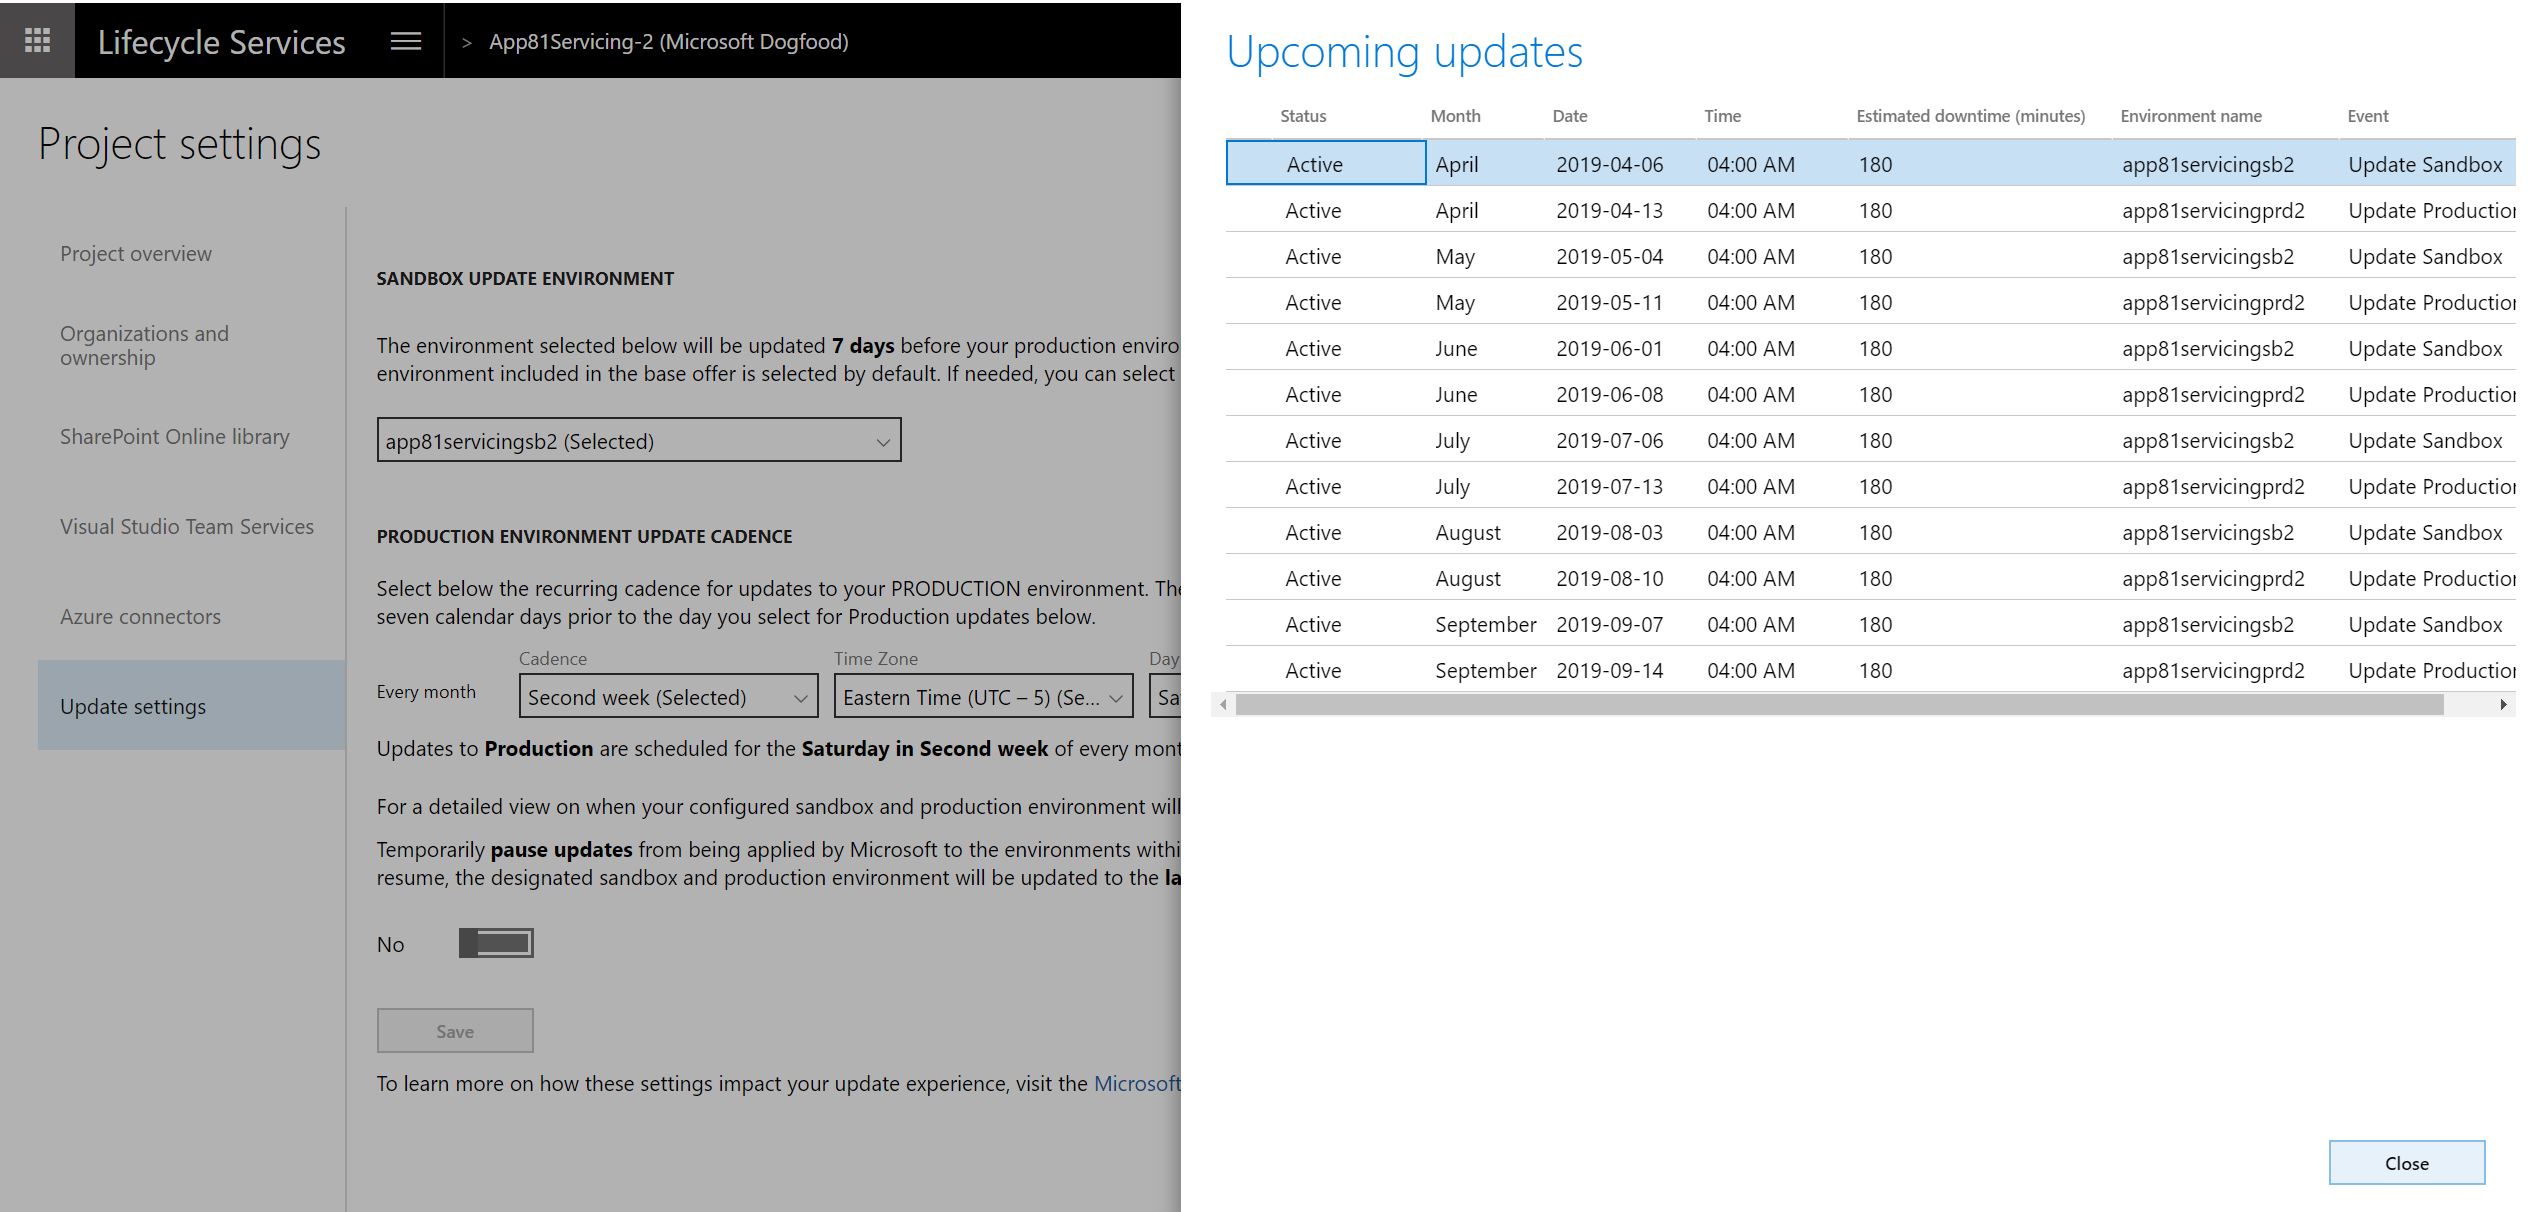 Lifecycle Services
> App81Servicing-2 (Microsoft Dogfood)
Project settings
Project overview
Organizations and
ownership
SharePoint Online library
Visual Studio Team Services
Azure connectors
Update settings
SANDBOX UPDATE ENVIRONMENT
The environment selected below will be updated 7 days before your production enviro
environment included in the base offer is selected by default. If needed, you can select
app81servicingsb2 (Selected)
PRODUCTION ENVIRONMENT UPDATE CADENCE
Select below the recurring cadence for updates to your PRODUCTION environment. The
seven calendar days prior to the day you select for Production updates below.
Cadence Time Zone Day
Every month Second week (Selected) Eastern Time (UTC – 5) (Se... Sa
Updates to Production are scheduled for the Saturday in Second week of every mont
For a detailed view on when your configured sandbox and production environment will
Temporarily pause updates from being applied by Microsoft to the environments withi
resume, the designated sandbox and production environment will be updated to the la
No
Save
To learn more on how these settings impact your update experience, visit the Microsoft
Upcoming updates
Status Month Date Time Estimated downtime (minutes) Environment name Event
Active April 2019-04-06 04:00 AM 180 app81servicingsb2 Update Sandbox
Active April 2019-04-13 04:00 AM 180 app81servicingprd2 Update Production
Active May 2019-05-04 04:00 AM 180 app81servicingsb2 Update Sandbox
Active May 2019-05-11 04:00 AM 180 app81servicingprd2 Update Production
Active June 2019-06-01 04:00 AM 180 app81servicingsb2 Update Sandbox
Active June 2019-06-08 04:00 AM 180 app81servicingprd2 Update Production
Active July 2019-07-06 04:00 AM 180 app81servicingsb2 Update Sandbox
Active July 2019-07-13 04:00 AM 180 app81servicingprd2 Update Production
Active August 2019-08-03 04:00 AM 180 app81servicingsb2 Update Sandbox
Active August 2019-08-10 04:00 AM 180 app81servicingprd2 Update Production
Active September 2019-09-07 04:00 AM 180 app81servicingsb2 Update Sandbox
Active September 2019-09-14 04:00 AM 180 app81servicingprd2 Update Production
Close